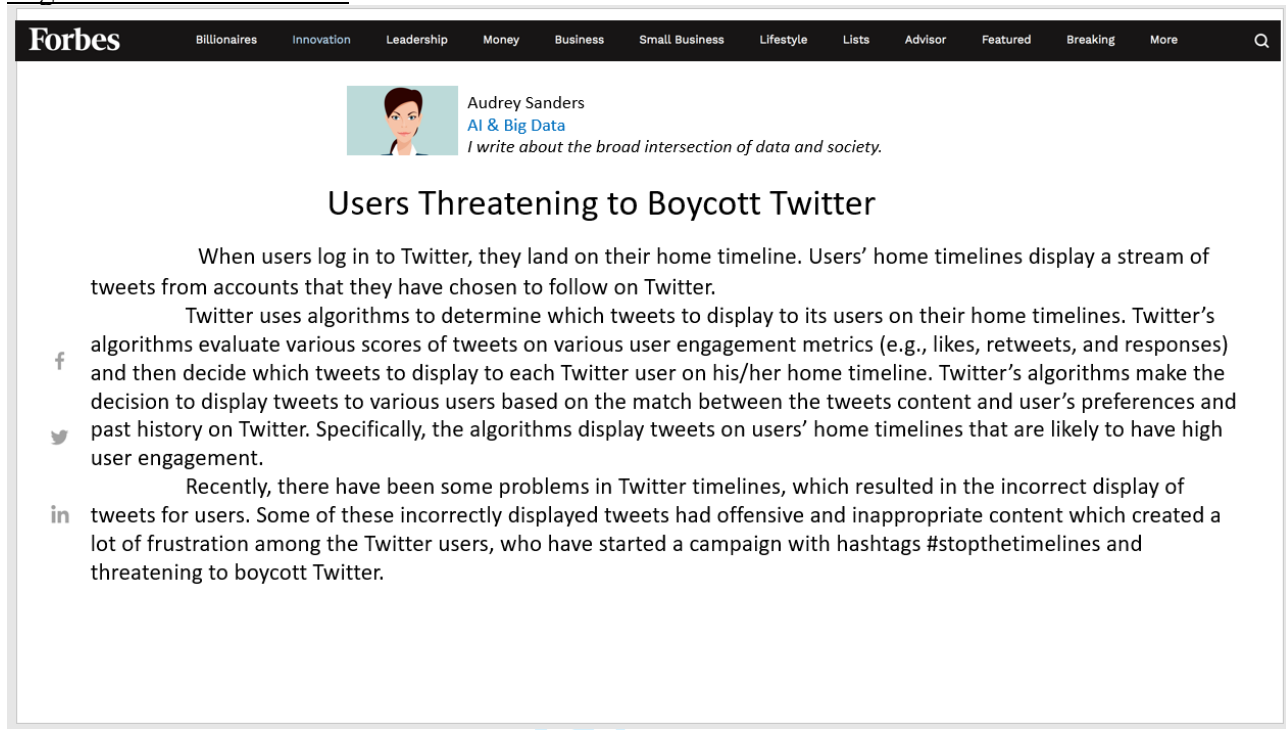 Forbes Billionaires Innovation Leadership Money Business Small Business Lifestyle Lists Advisor Featured Breaking More
Audrey Sanders
AI & Big Data
I write about the broad intersection of data and society.
Users Threatening to Boycott Twitter
When users log in to Twitter, they land on their home timeline. Users’ home timelines display a stream of
tweets from accounts that they have chosen to follow on Twitter.
Twitter uses algorithms to determine which tweets to display to its users on their home timelines. Twitter’s
algorithms evaluate various scores of tweets on various user engagement metrics (e.g., likes, retweets, and responses)
and then decide which tweets to display to each Twitter user on his/her home timeline. Twitter’s algorithms make the
decision to display tweets to various users based on the match between the tweets content and user’s preferences and
past history on Twitter. Specifically, the algorithms display tweets on users’ home timelines that are likely to have high
user engagement.
Recently, there have been some problems in Twitter timelines, which resulted in the incorrect display of
tweets for users. Some of these incorrectly displayed tweets had offensive and inappropriate content which created a
lot of frustration among the Twitter users, who have started a campaign with hashtags #stopthetimelines and
threatening to boycott Twitter.